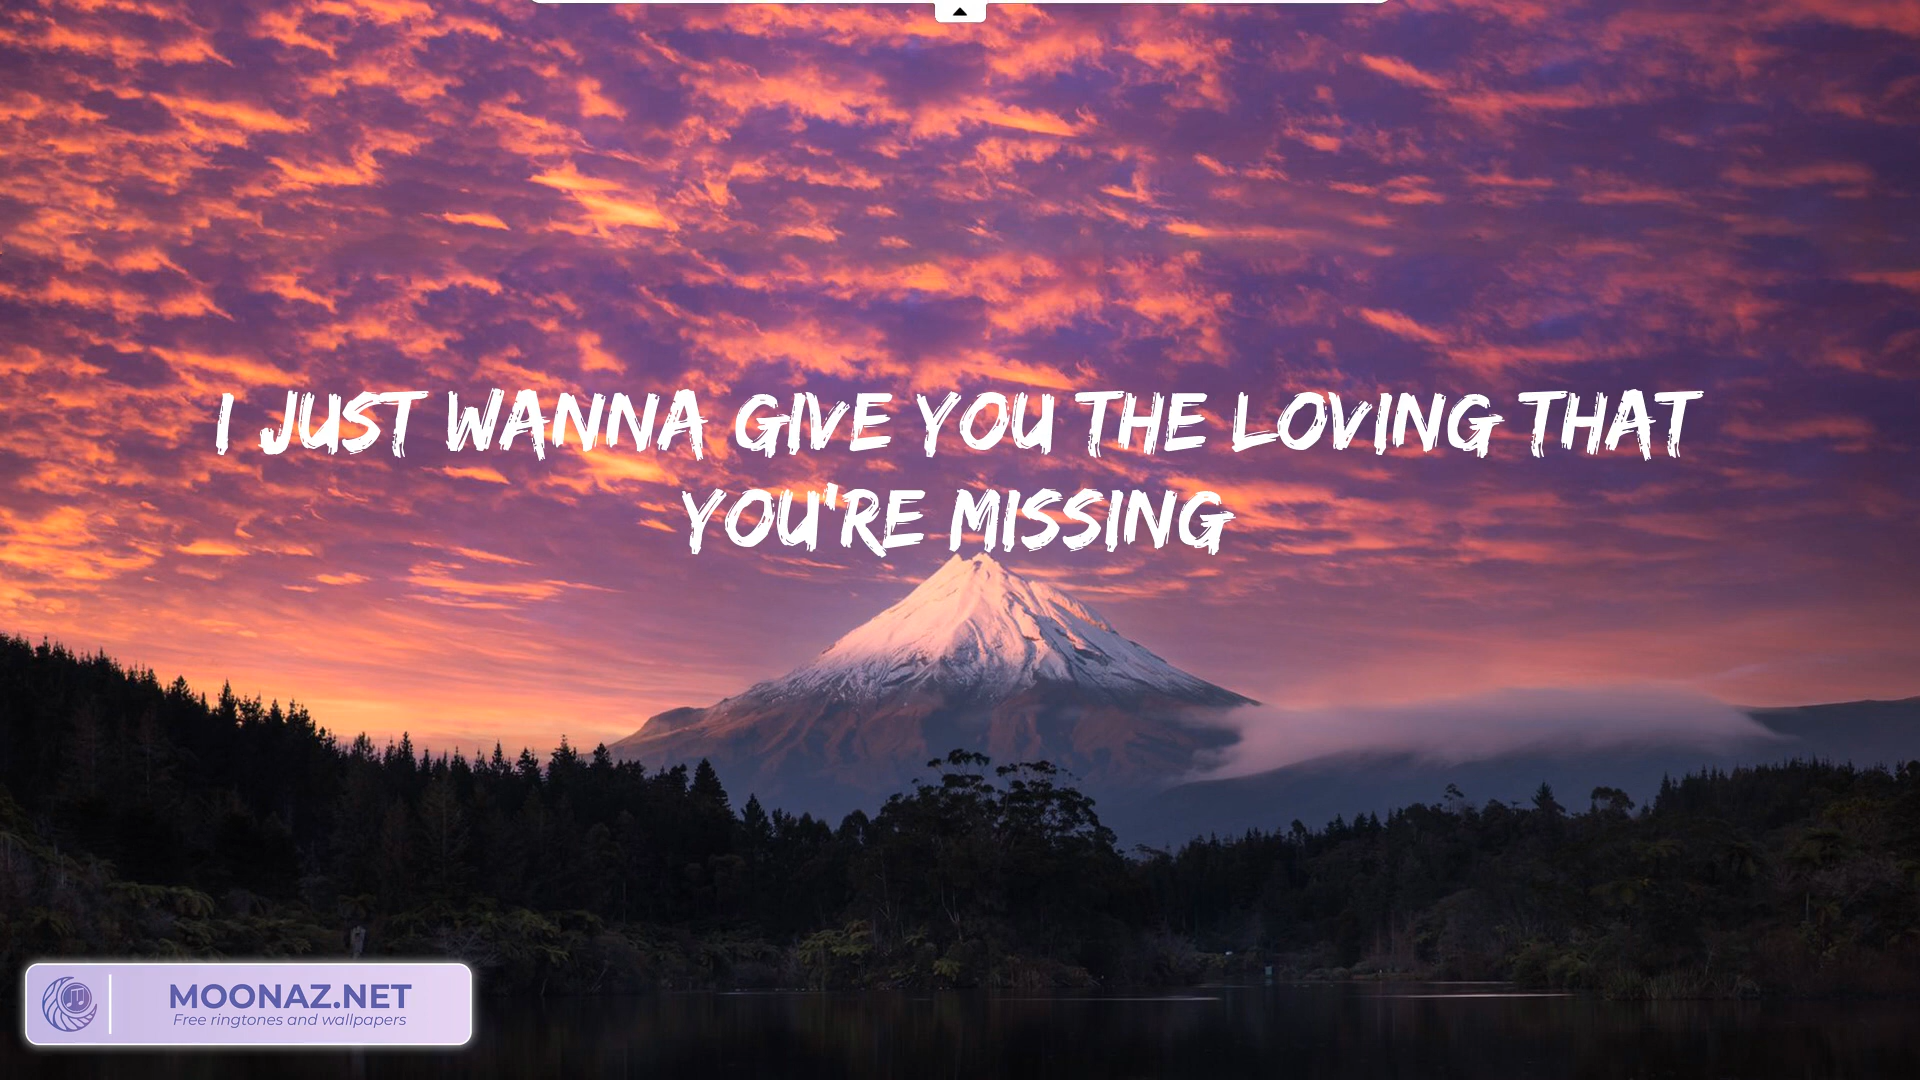 I JUST WANNA GIVE YOU THE LOVING THAT
YOU'RE MISSING
MOONAZ.NET
Free ringtones and wallpapers